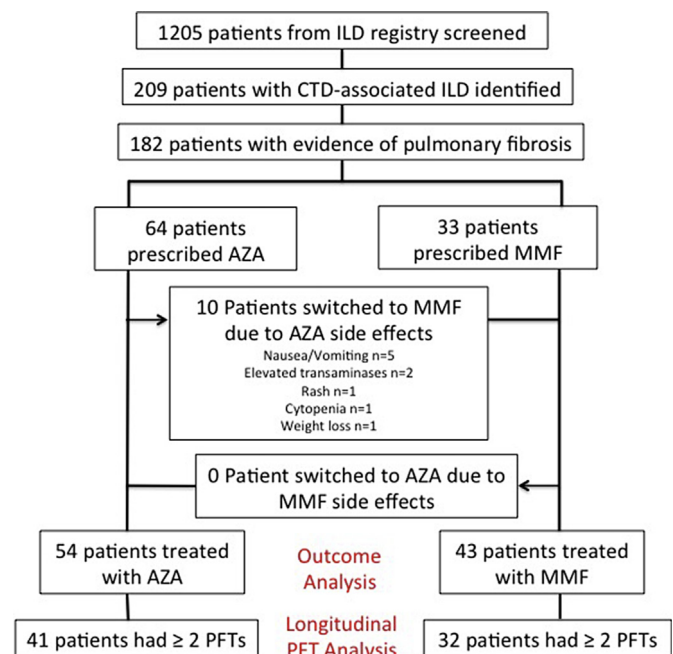 1205 patients from ILD registry screened
209 patients with CTD-associated ILD identified
182 patients with evidence of pulmonary fibrosis
64 patients
prescribed AZA
33 patients
prescribed MMF
10 Patients switched to MMF
due to AZA side effects
Nausea/Vomiting n=5
Elevated transaminases n=2
Rash n=1
Cytopenia n=1
Weight loss n=1
0 Patient switched to AZA due to
MMF side effects
54 patients treated
with AZA
Outcome
Analysis
43 patients treated
with MMF
41 patients had ≥ 2 PFTs
Longitudinal
PFT Analysis
32 patients had ≥ 2 PFTs